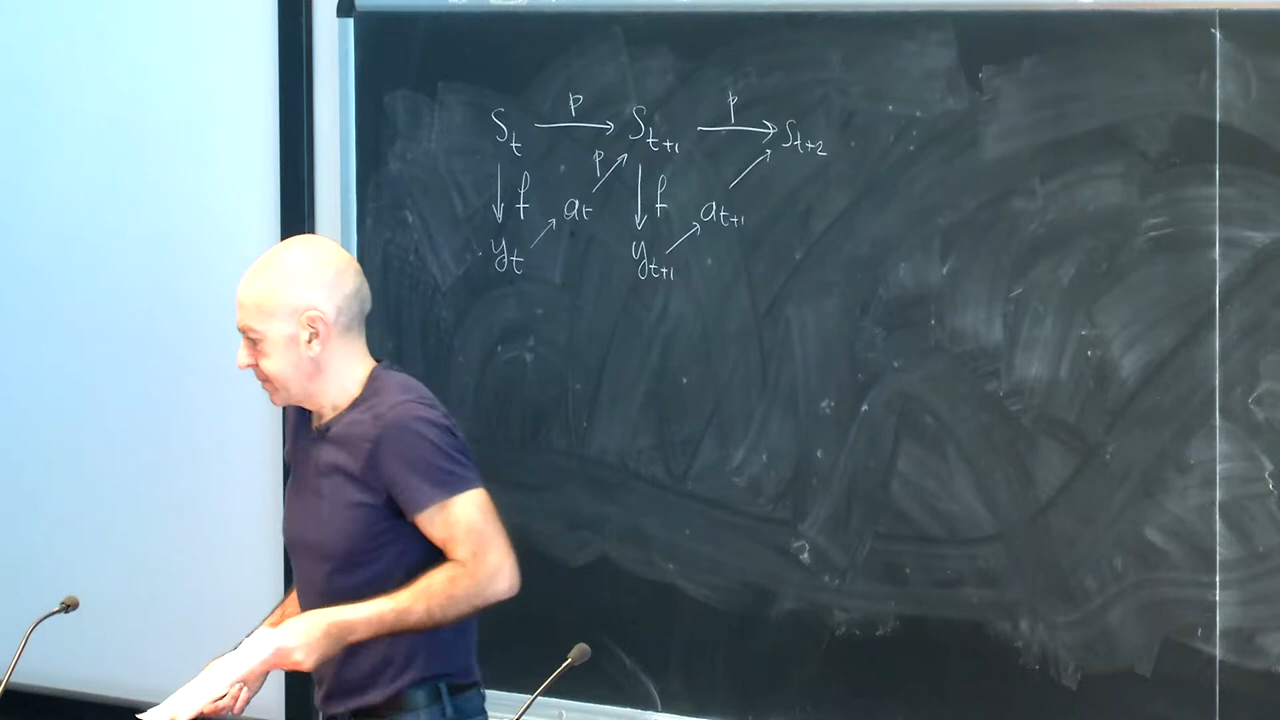 p p
S_t → S_{t+1} → S_{t+2}
p
↓ f ↗ a_t ↗ ↓ f ↗ a_{t+1} ↗
y_t y_{t+1}